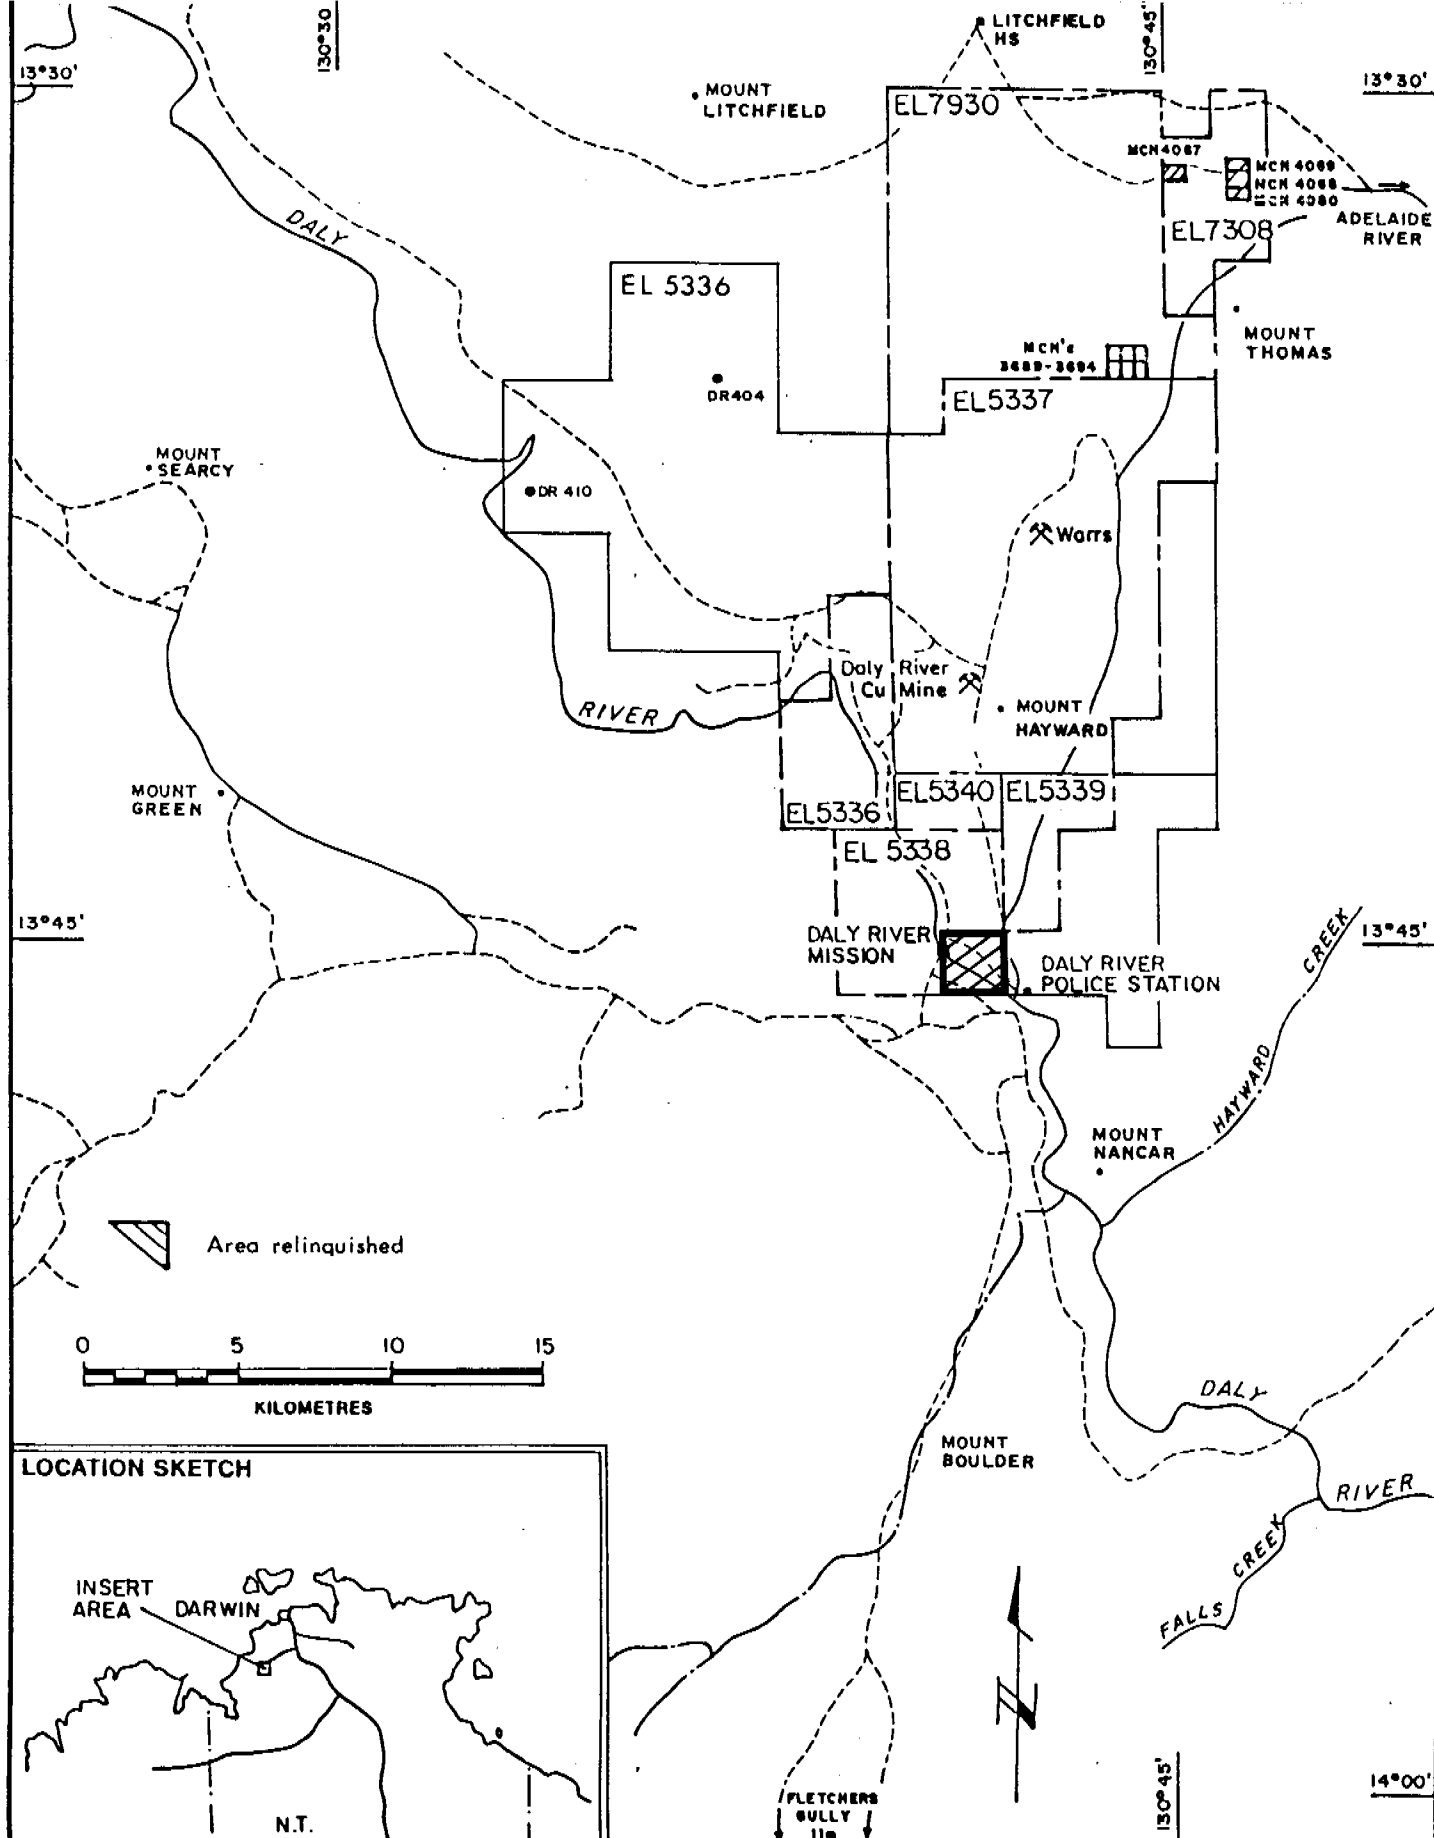 130°30
130°45'
LITCHFIELD
HS
13°30'
13°30'
MOUNT
LITCHFIELD
EL7930
MCN4067
MCN 4069
MCN 4068
MCN 4080
ADELAIDE
RIVER
EL7308
DALY
EL 5336
MOUNT
THOMAS
MCN's
3689-3694
DR404
EL5337
MOUNT
SEARCY
DR 410
Warrs
Daly River
Cu Mine
MOUNT
HAYWARD
RIVER
MOUNT
GREEN
EL5340
EL5339
EL5336
EL 5338
13°45'
13°45'
DALY RIVER
MISSION
DALY RIVER
POLICE STATION
HAYWARD CREEK
MOUNT
NANCAR
Area relinquished
0 5 10 15
KILOMETRES
DALY
MOUNT
BOULDER
RIVER
FALLS CREEK
LOCATION SKETCH
INSERT
AREA
DARWIN
N.T.
N
FLETCHERS
GULLY
130°45'
14°00'